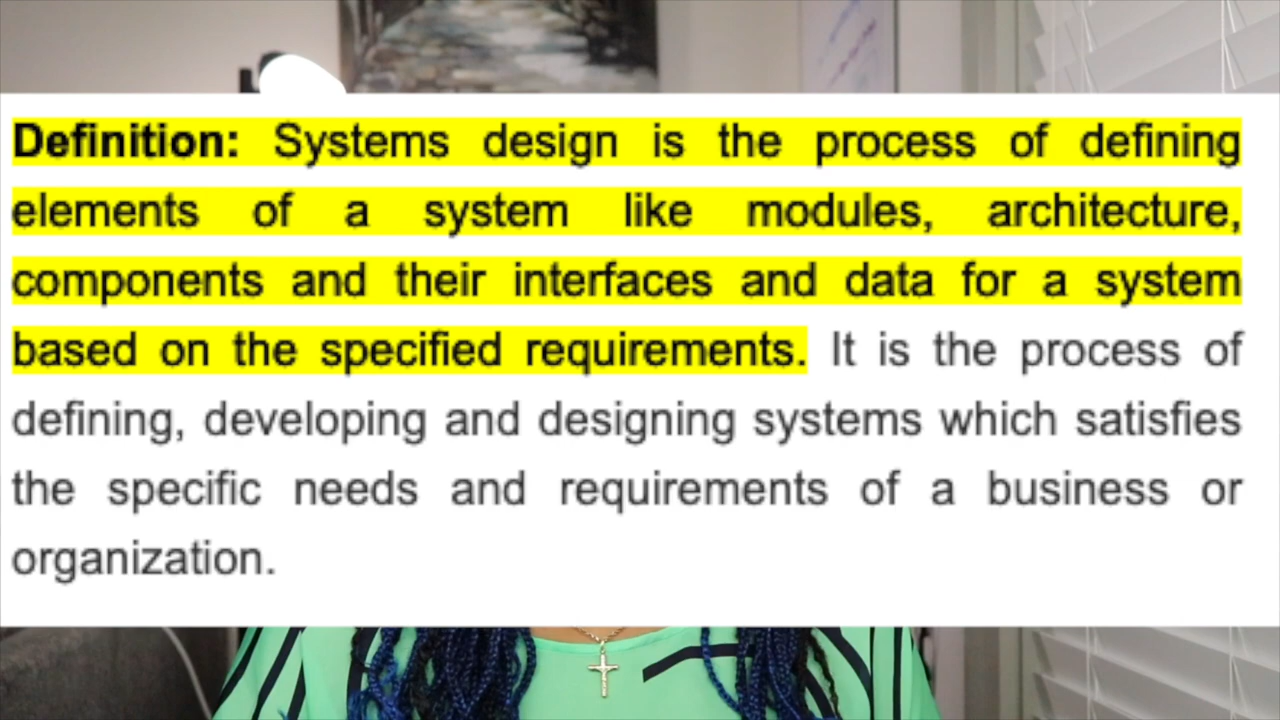 Definition: Systems design is the process of defining
elements of a system like modules, architecture,
components and their interfaces and data for a system
based on the specified requirements. It is the process of
defining, developing and designing systems which satisfies
the specific needs and requirements of a business or
organization.